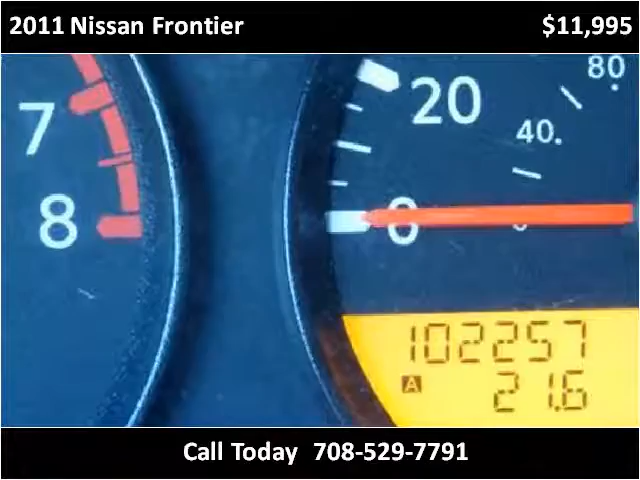 2011 Nissan Frontier $11,995
7
8
20
80
40.
0
102257
A 21.6
Call Today 708-529-7791